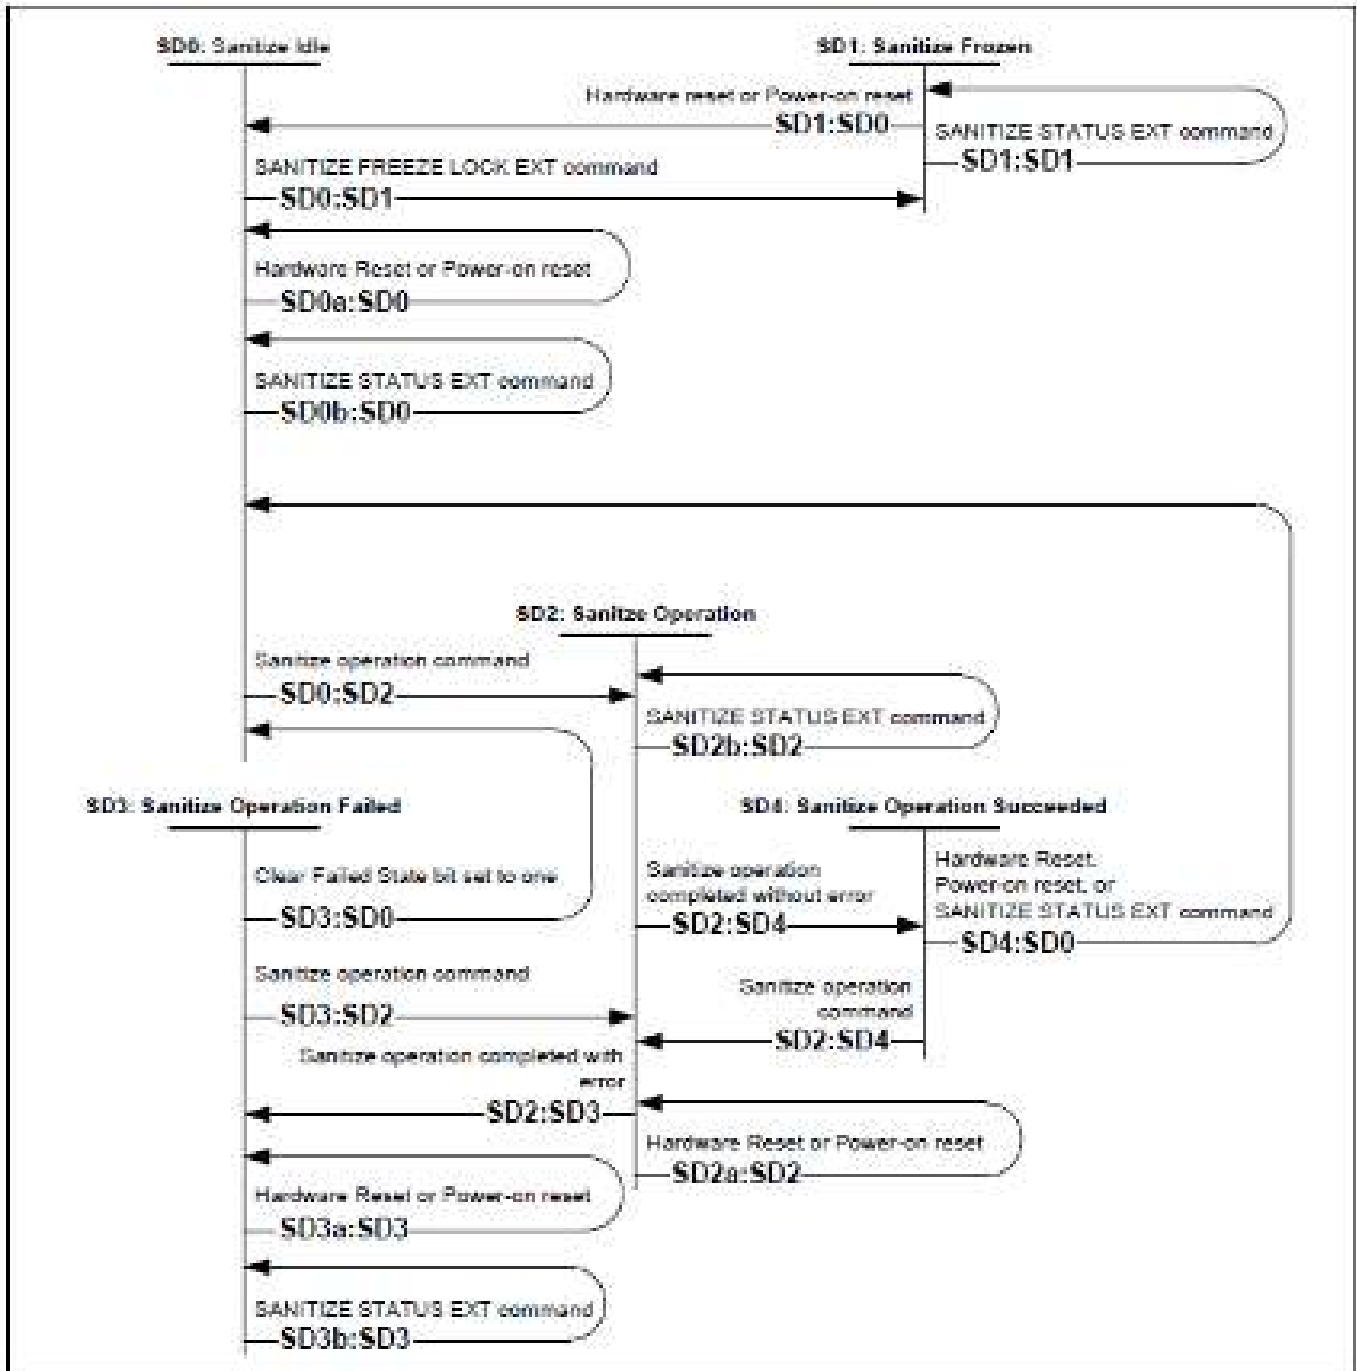 SD0: Sanitize Idle
SD1: Sanitize Frozen
Hardware reset or Power-on reset
SD1:SD0
SANITIZE STATUS EXT command
SD1:SD1
SANITIZE FREEZE LOCK EXT command
SD0:SD1
Hardware Reset or Power-on reset
SD0a:SD0
SANITIZE STATUS EXT command
SD0b:SD0
SD2: Sanitze Operation
Sanitize operation command
SD0:SD2
SANITIZE STATUS EXT command
SD2b:SD2
SD3: Sanitize Operation Failed
SD4: Sanitize Operation Succeeded
Clear Failed State bit set to one
SD3:SD0
Sanitize operation
completed without error
SD2:SD4
Hardware Reset,
Power-on reset, or
SANITIZE STATUS EXT command
SD4:SD0
Sanitize operation command
SD3:SD2
Sanitize operation
command
SD2:SD4
Sanitize operation completed with
error
SD2:SD3
Hardware Reset or Power-on reset
SD2a:SD2
Hardware Reset or Power-on reset
SD3a:SD3
SANITIZE STATUS EXT command
SD3b:SD3